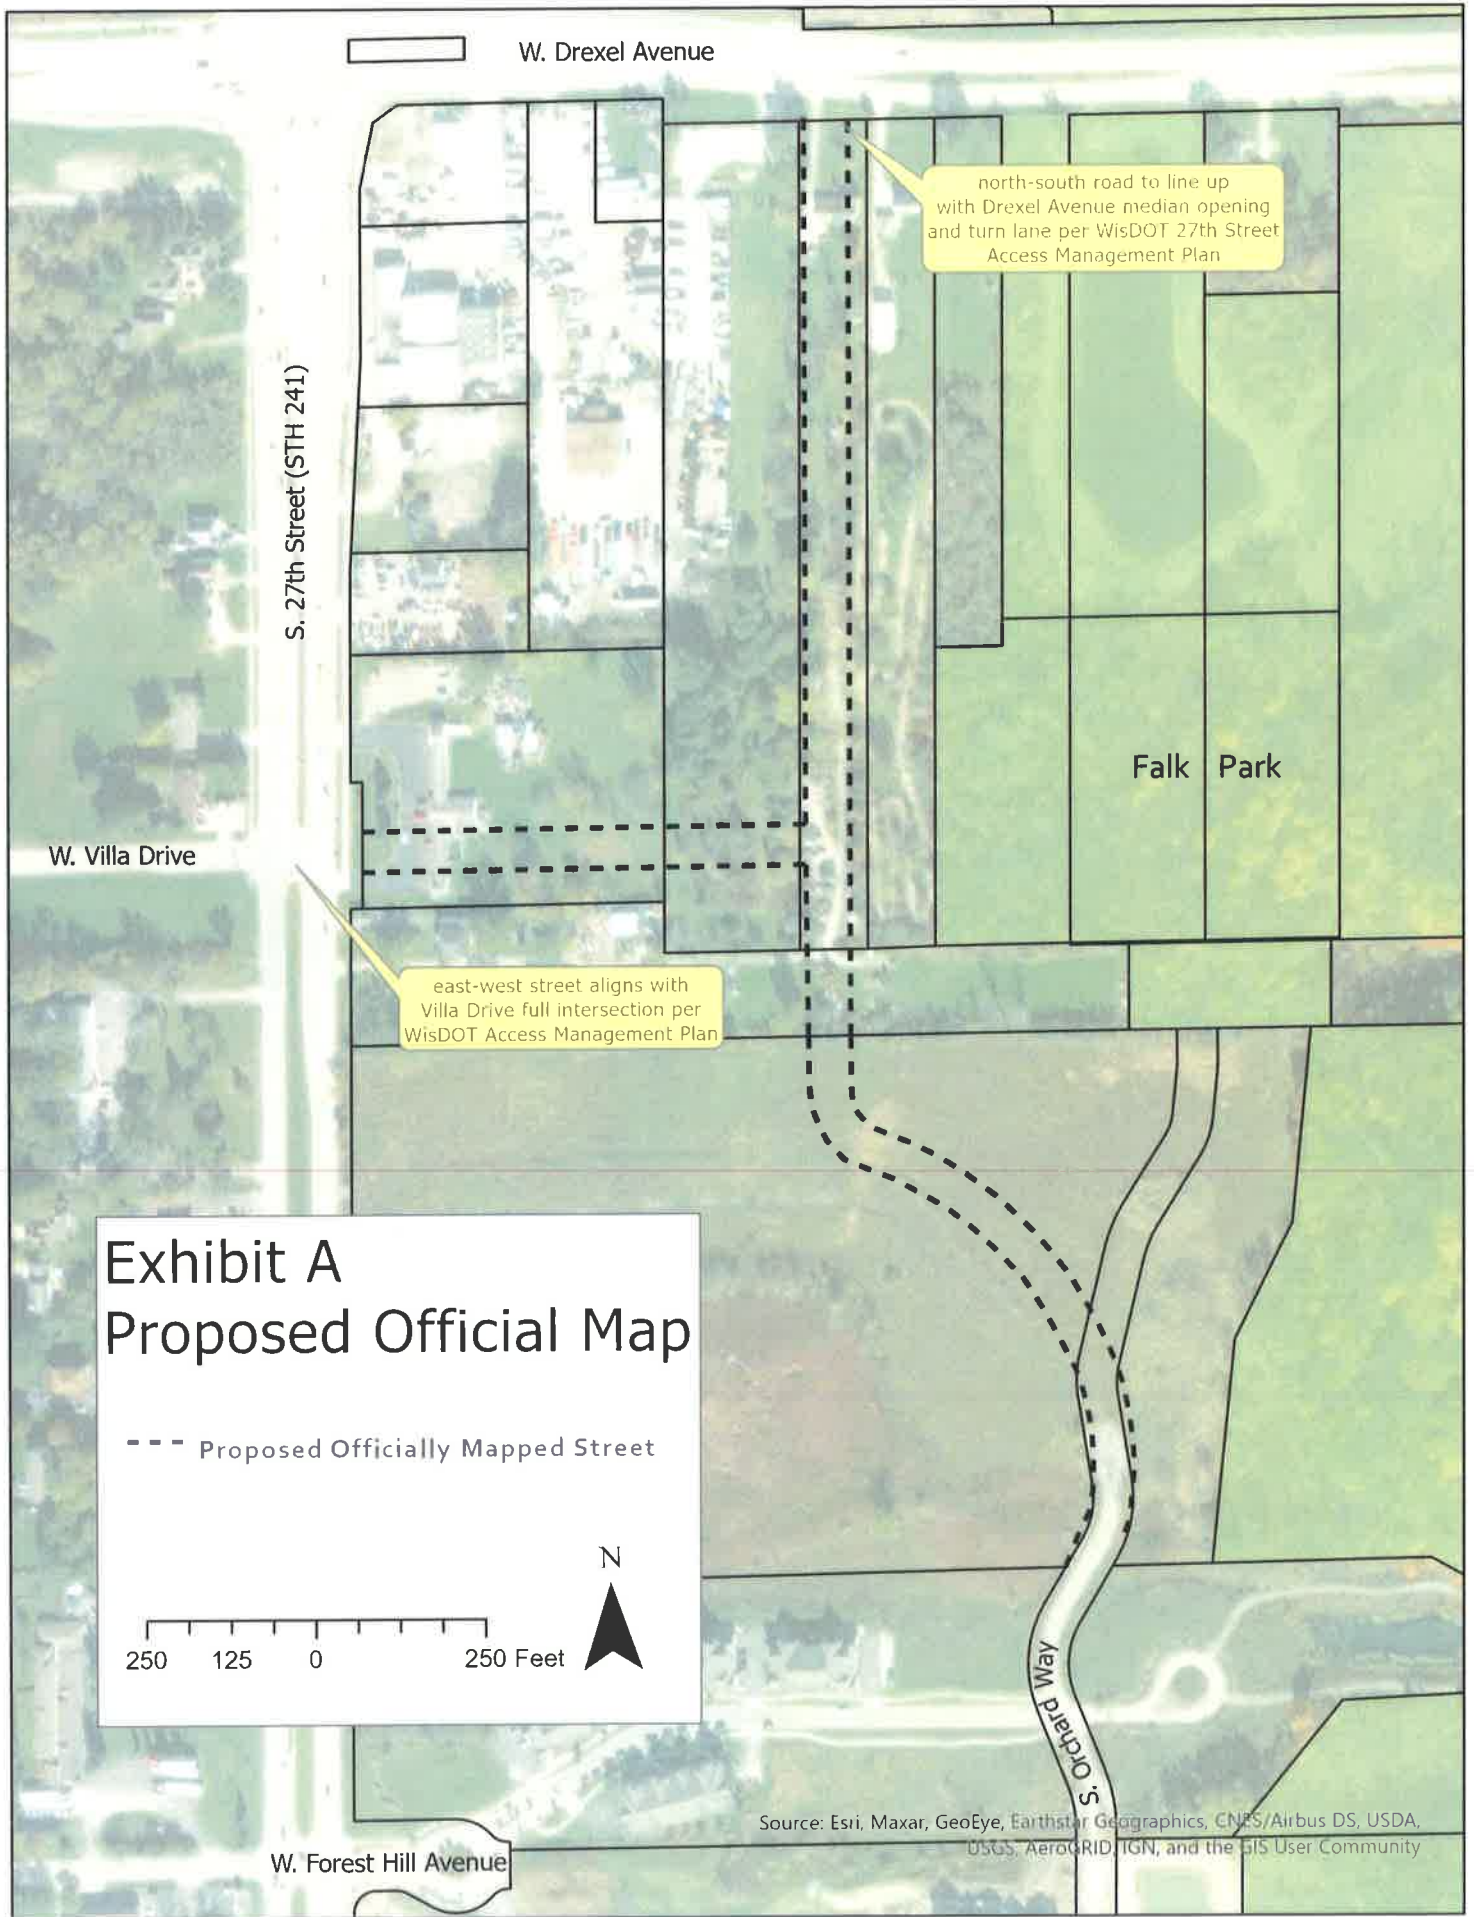 W. Drexel Avenue
north-south road to line up
with Drexel Avenue median opening
and turn lane per WisDOT 27th Street
Access Management Plan
S. 27th Street (STH 241)
Falk Park
W. Villa Drive
east-west street aligns with
Villa Drive full intersection per
WisDOT Access Management Plan
Exhibit A
Proposed Official Map
Proposed Officially Mapped Street
N
250 125 0 250 Feet
S. Orchard Way
Source: Esri, Maxar, GeoEye, Earthstar Geographics, CNES/Airbus DS, USDA,
USGS, AeroGRID, IGN, and the GIS User Community
W. Forest Hill Avenue